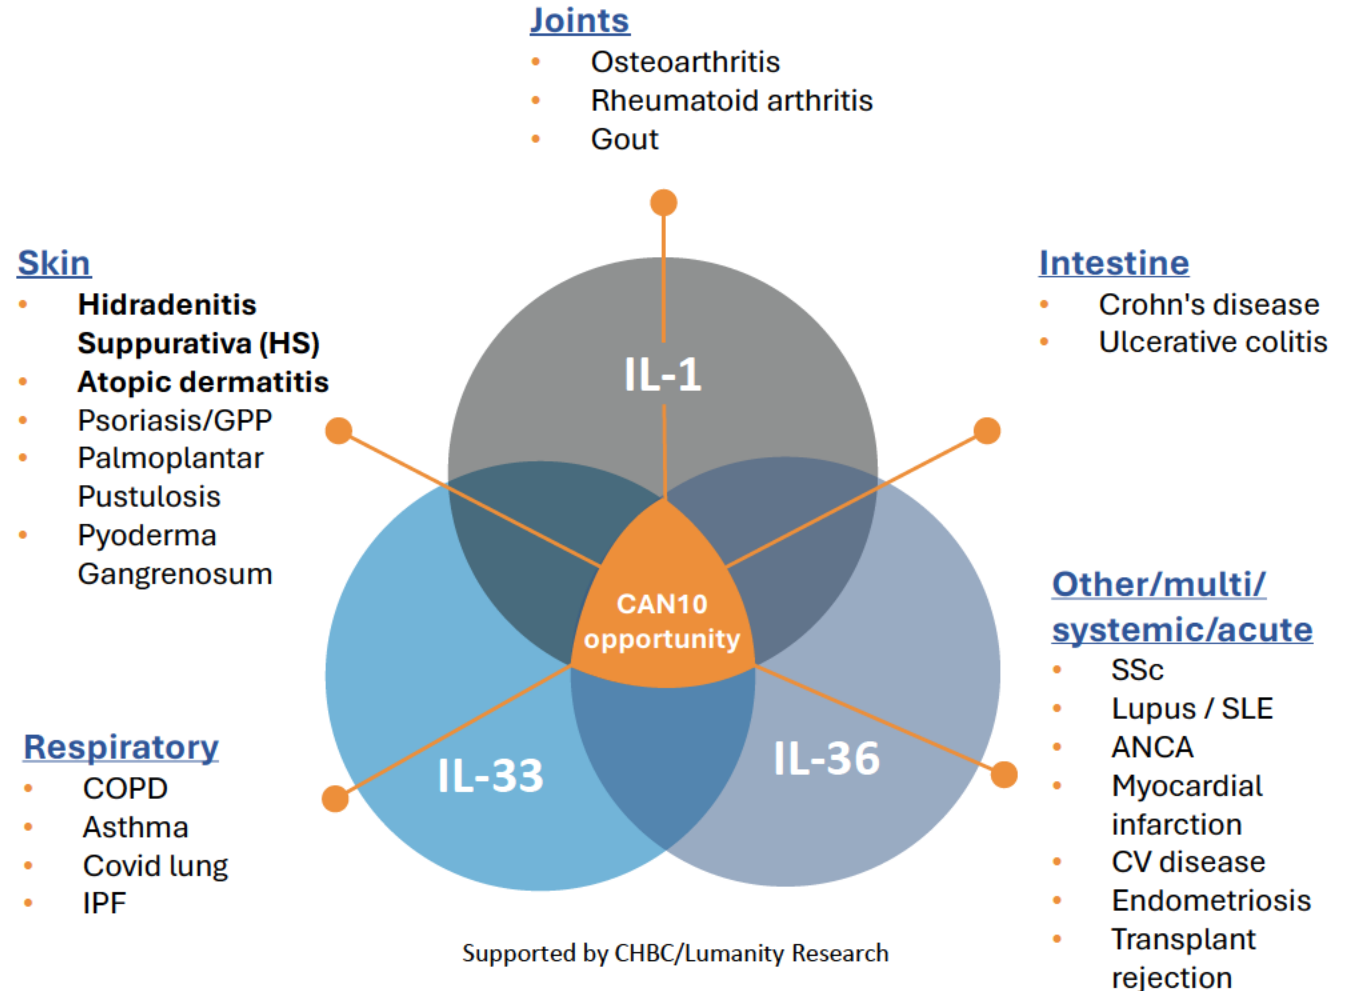 Joints
• Osteoarthritis
• Rheumatoid arthritis
• Gout
Skin
• Hidradenitis
Suppurativa (HS)
• Atopic dermatitis
• Psoriasis/GPP
• Palmoplantar
Pustulosis
• Pyoderma
Gangrenosum
Intestine
• Crohn's disease
• Ulcerative colitis
IL-1
CAN10
opportunity
IL-33
IL-36
Respiratory
• COPD
• Asthma
• Covid lung
• IPF
Other/multi/
systemic/acute
• SSc
• Lupus / SLE
• ANCA
• Myocardial
infarction
• CV disease
• Endometriosis
• Transplant
rejection
Supported by CHBC/Lumanity Research